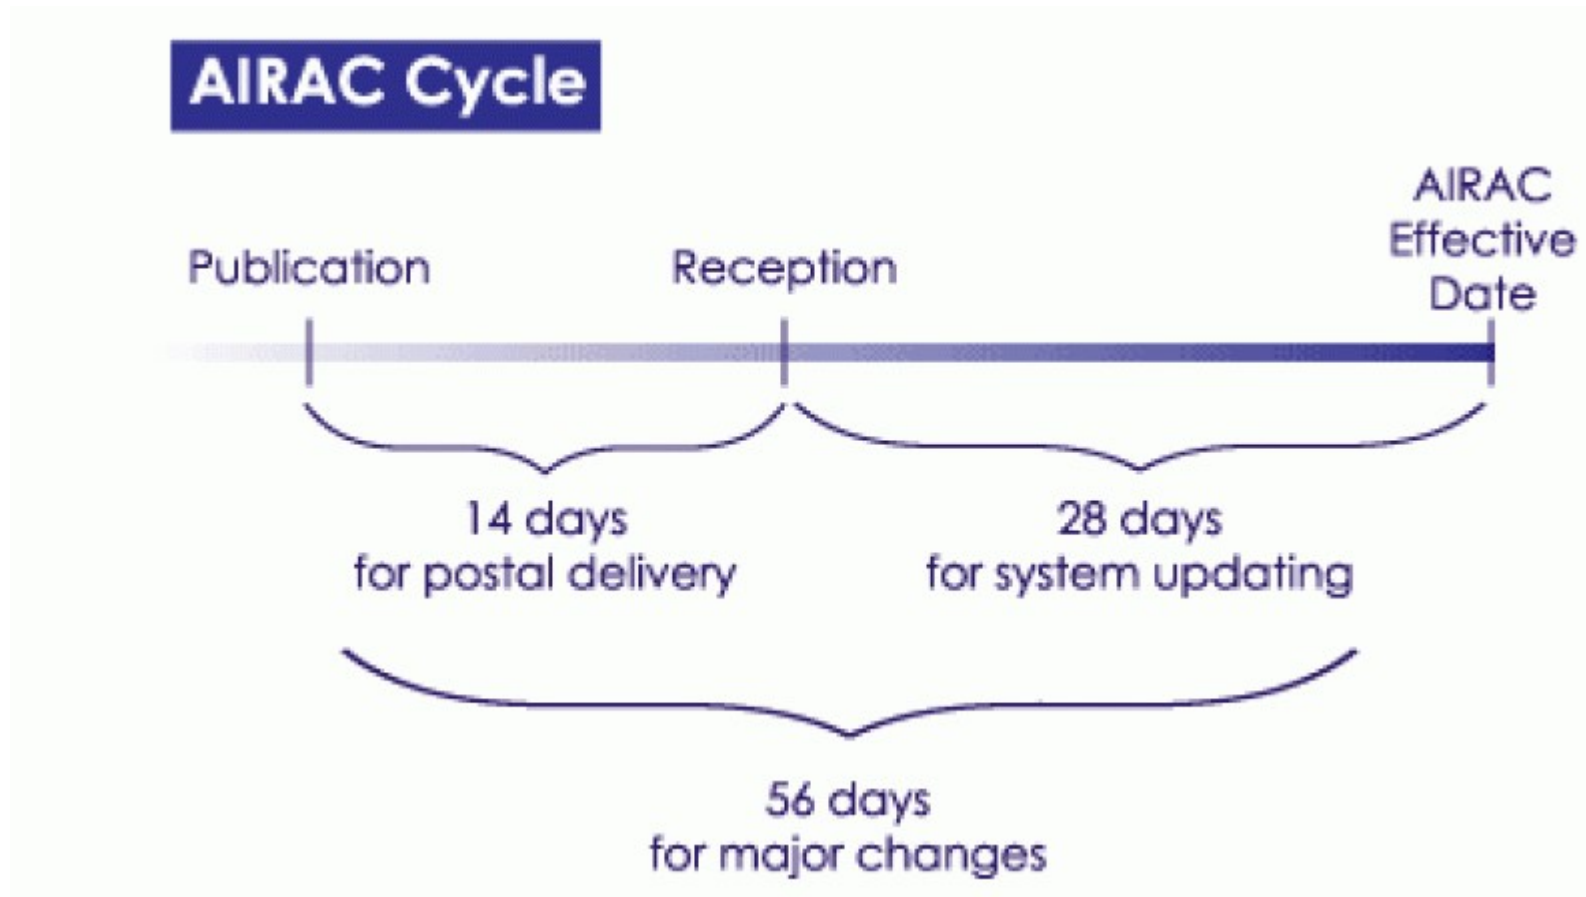 AIRAC Cycle
AIRAC
Effective
Date
Publication
Reception
14 days
for postal delivery
28 days
for system updating
56 days
for major changes